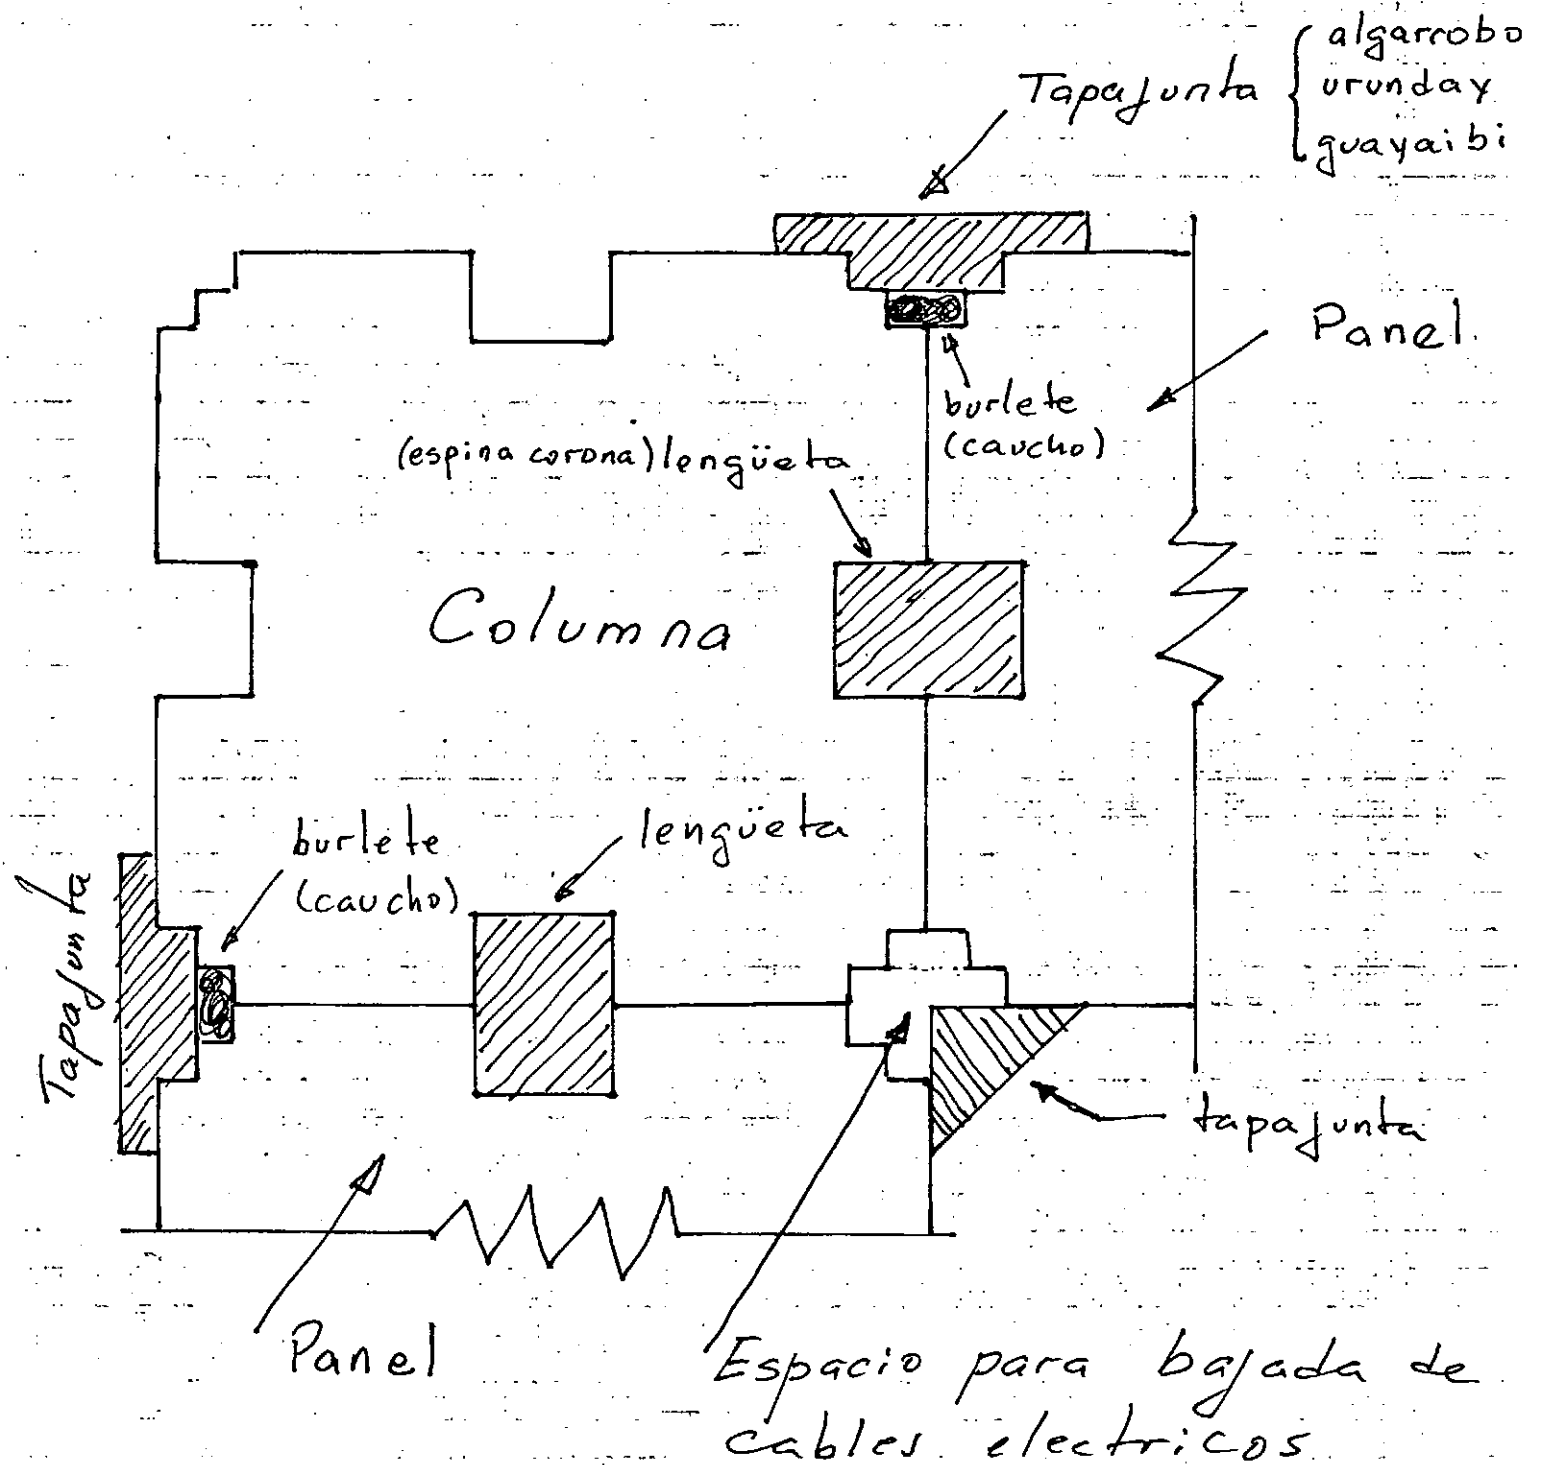 Tapajunta { algarrobo
urunday
guayaibi
Panel
burlete
(caucho)
(espina corona) lengüeta
Columna
burlete
(caucho)
lengüeta
Tapajunta
tapajunta
Panel
Espacio para bajada de
cables electricos